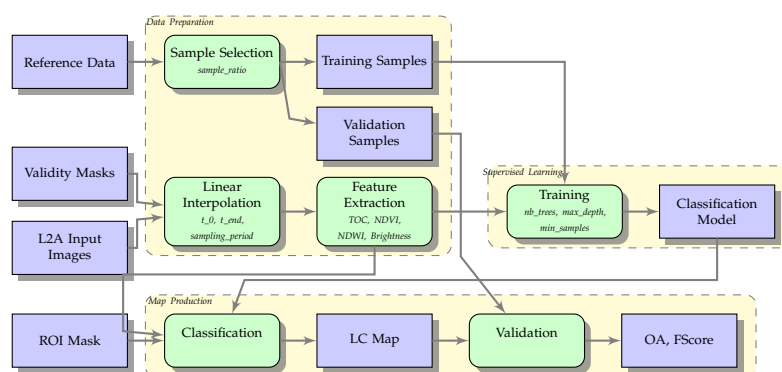 Data Preparation
Reference Data
Sample Selection
sample_ratio
Training Samples
Validation
Samples
Validity Masks
Linear
Interpolation
t_0, t_end,
sampling_period
Feature
Extraction
TOC, NDVI,
NDWI, Brightness
L2A Input
Images
Supervised Learning
Training
nb_trees, max_depth,
min_samples
Classification
Model
Map Production
ROI Mask
Classification
LC Map
Validation
OA, FScore